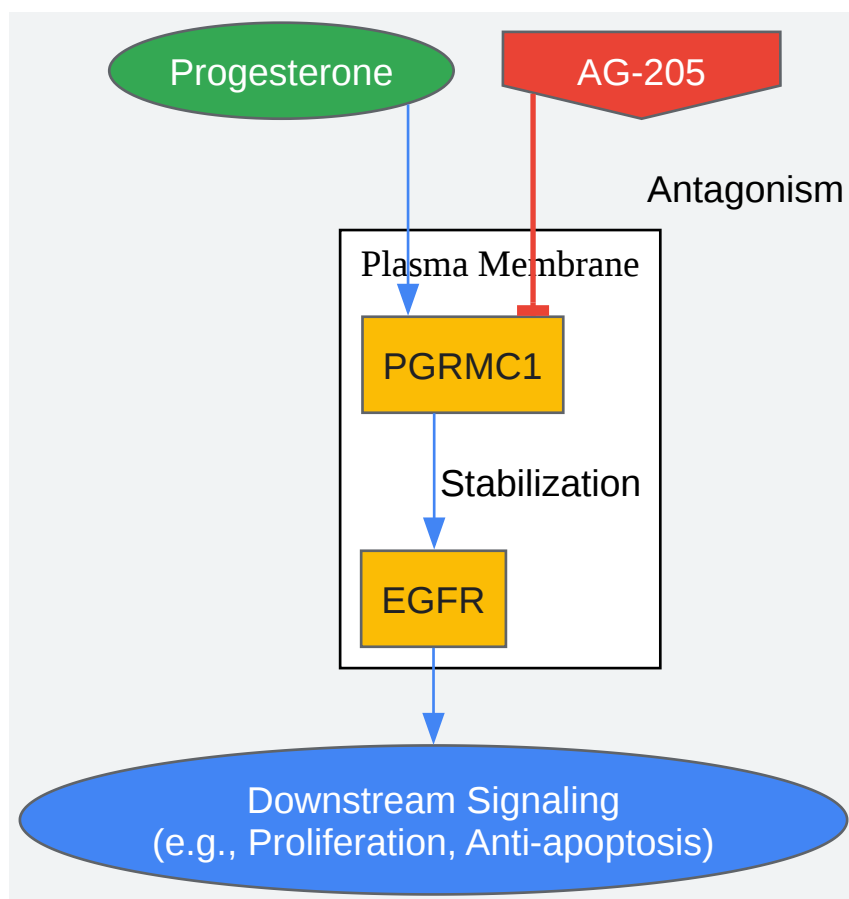 Progesterone
AG-205
Antagonism
Plasma Membrane
PGRMC1
Stabilization
EGFR
Downstream Signaling
(e.g., Proliferation, Anti-apoptosis)